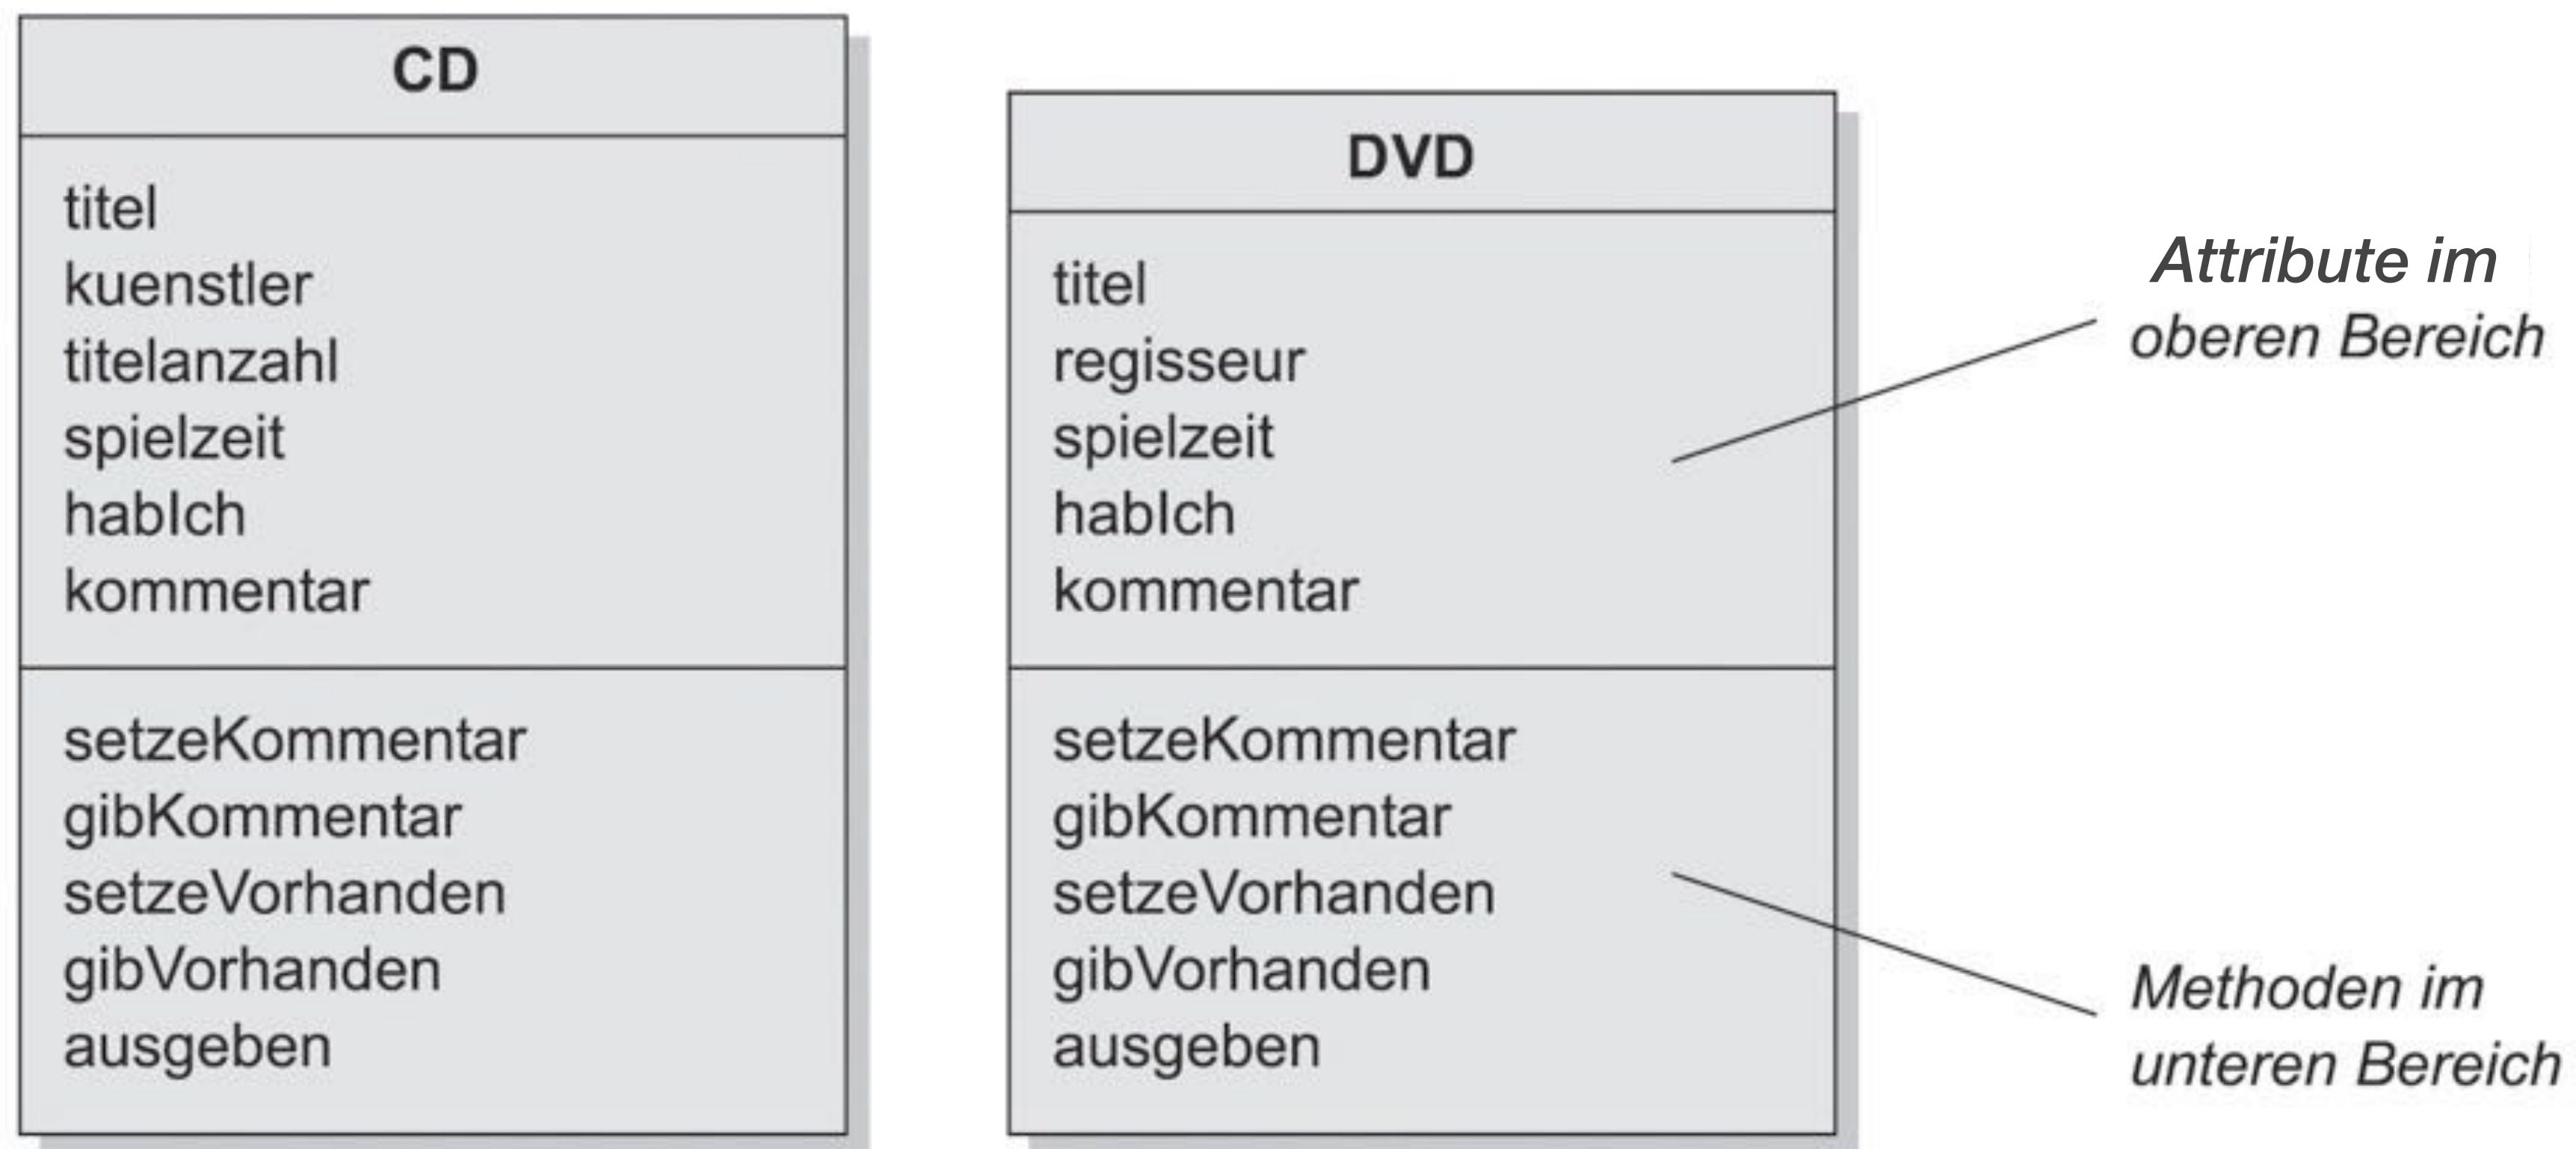 CD
titel
kuenstler
titelanzahl
spielzeit
habIch
kommentar
setzeKommentar
gibKommentar
setzeVorhanden
gibVorhanden
ausgeben
DVD
titel
regisseur
spielzeit
habIch
kommentar
setzeKommentar
gibKommentar
setzeVorhanden
gibVorhanden
ausgeben
Attribute im
oberen Bereich
Methoden im
unteren Bereich